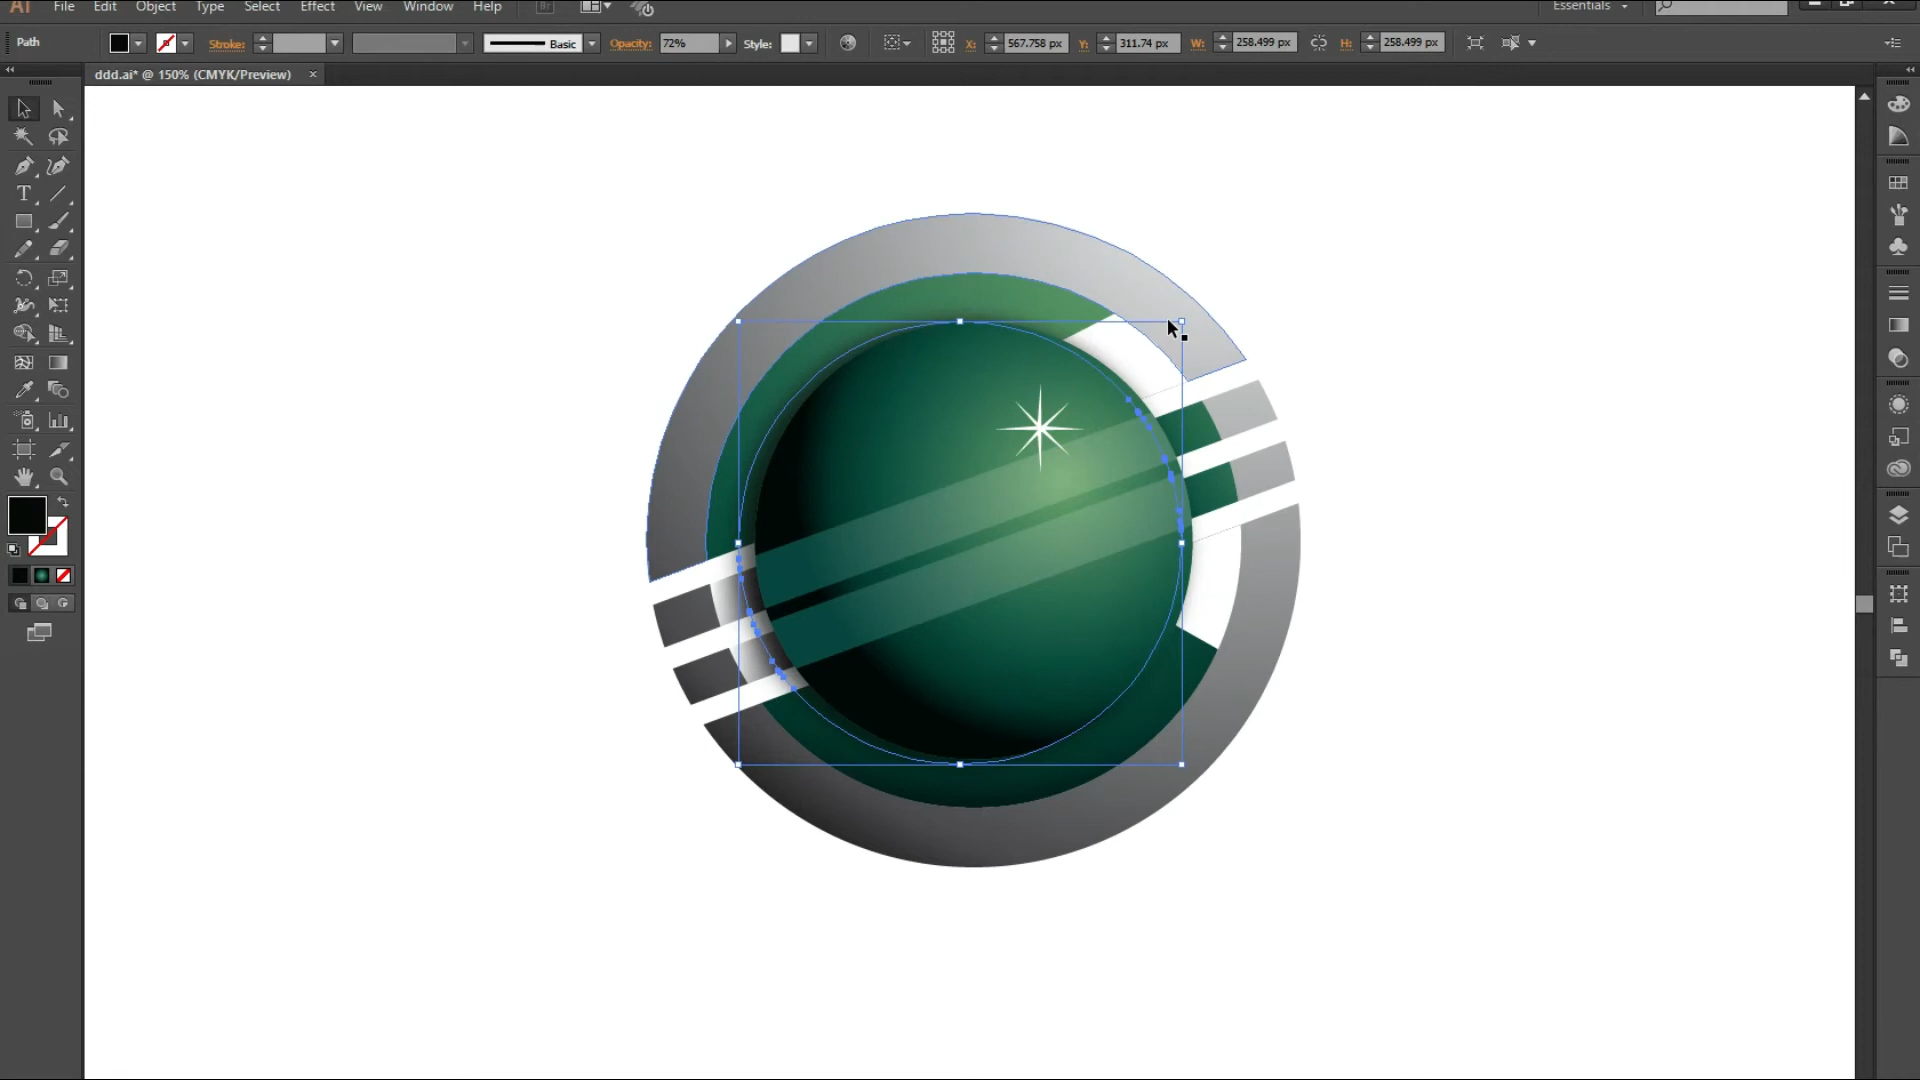 Ai File Edit Object Type Select Effect View Window Help Br Essentials
Path Stroke: Basic Opacity: 72% Style: X: 567.758 px Y: 311.74 px W: 258.499 px H: 258.499 px
ddd.ai* @ 150% (CMYK/Preview) ×
T